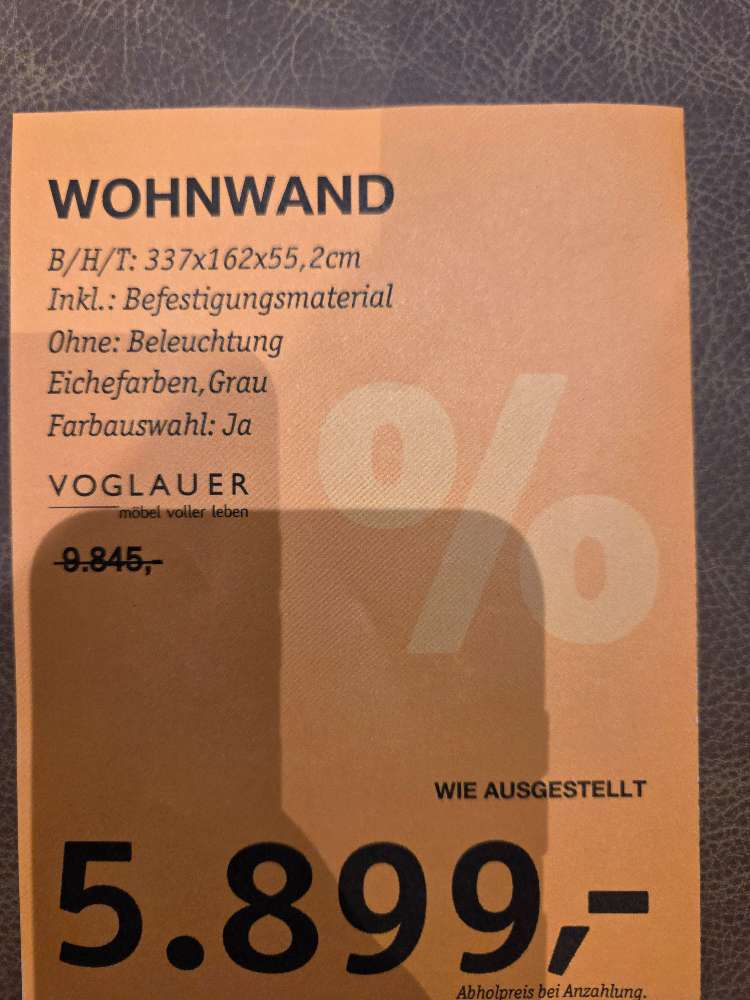 WOHNWAND
B/H/T: 337x162x55,2cm
Inkl.: Befestigungsmaterial
Ohne: Beleuchtung
Eichefarben,Grau
Farbauswahl: Ja
VOGLAUER
möbel voller leben
9.845,-
%
WIE AUSGESTELLT
5.899,-
Abholpreis bei Anzahlung.